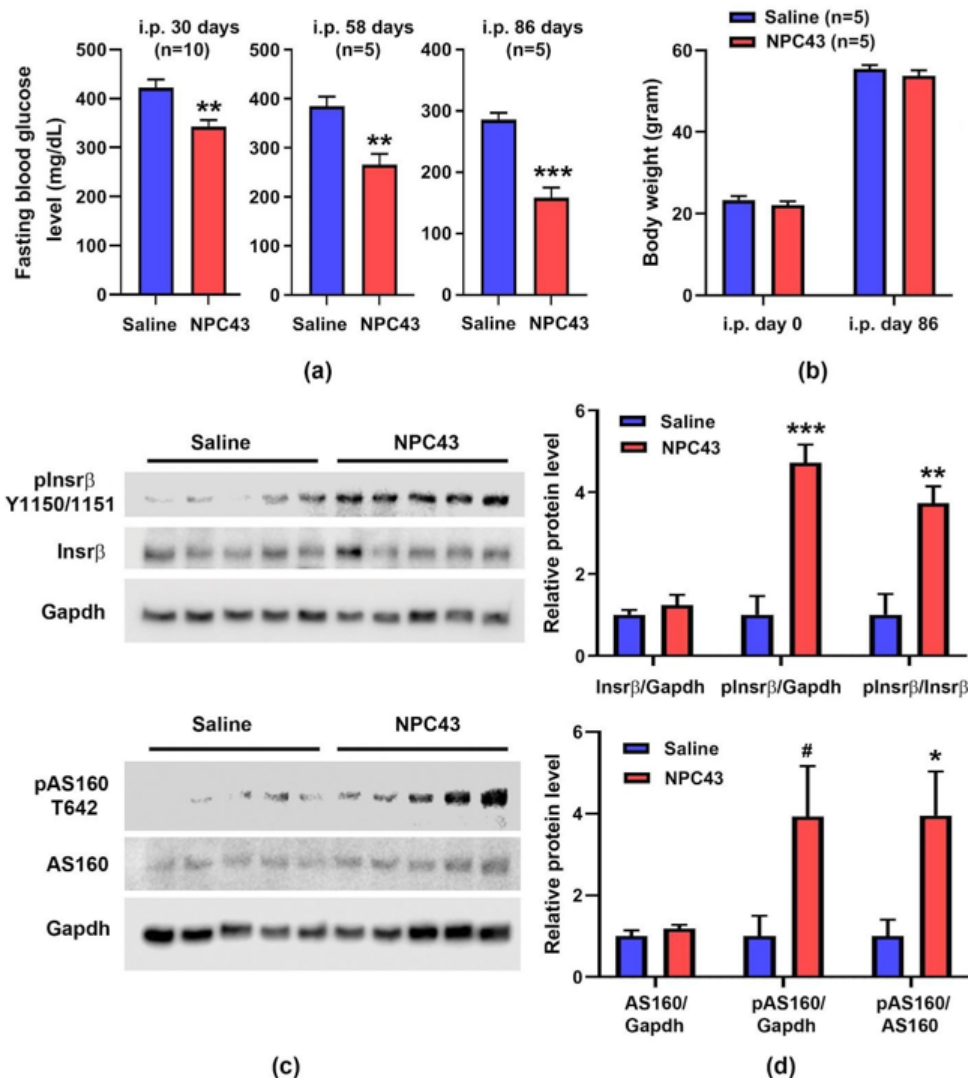 i.p. 30 days
(n=10)
i.p. 58 days
(n=5)
i.p. 86 days
(n=5)
Fasting blood glucose
level (mg/dL)
500
400
300
200
100
0
**
Saline NPC43
500
400
300
200
100
0
**
Saline NPC43
400
300
200
100
0
***
Saline NPC43
(a)
Saline (n=5)
NPC43 (n=5)
Body weight (gram)
60
40
20
0
i.p. day 0
i.p. day 86
(b)
Saline
NPC43
pInsrβ
Y1150/1151
Insrβ
Gapdh
Saline
NPC43
pAS160
T642
AS160
Gapdh
(c)
Relative protein level
6
4
2
0
Saline
NPC43
***
**
Insrβ/Gapdh pInsrβ/Gapdh pInsrβ/Insrβ
Relative protein level
6
4
2
0
Saline
NPC43
#
*
AS160/
Gapdh
pAS160/
Gapdh
pAS160/
AS160
(d)